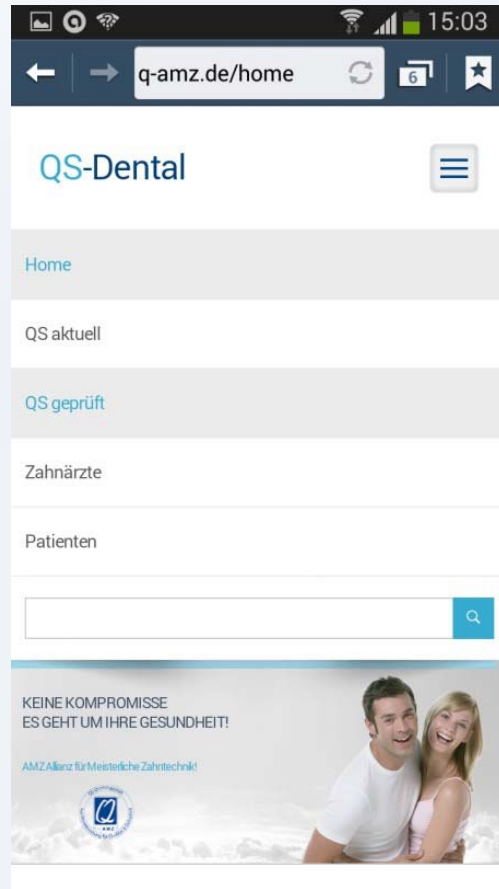 15:03
q-amz.de/home
6
QS-Dental
Home
QS aktuell
QS geprüft
Zahnärzte
Patienten
KEINE KOMPROMISSE
ES GEHT UM IHRE GESUNDHEIT!
AMZ Allianz für Meisterliche Zahntechnik!
AMZ